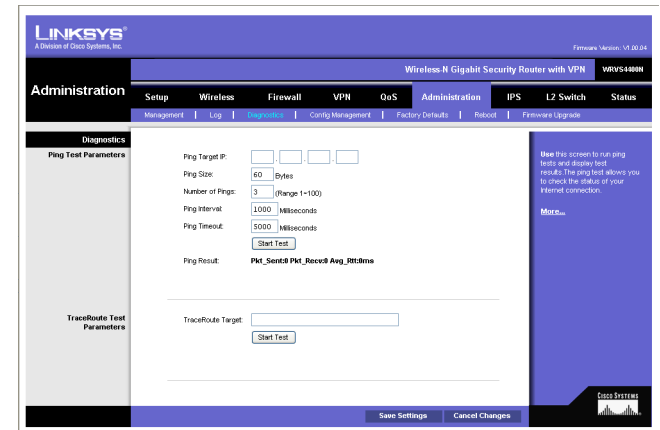 LINKSYS®
A Division of Cisco Systems, Inc.
Firmware Version: V1.00.04
Wireless-N Gigabit Security Router with VPN WRVS4400N
Administration
Setup Wireless Firewall VPN QoS Administration IPS L2 Switch Status
Management | Log | Diagnostics | Config Management | Factory Defaults | Reboot | Firmware Upgrade
Diagnostics
Ping Test Parameters
Ping Target IP: . . .
Ping Size: 60 Bytes
Number of Pings: 3 (Range 1~100)
Ping Interval: 1000 Milliseconds
Ping Timeout: 5000 Milliseconds
Start Test
Ping Result: Pkt_Sent:0 Pkt_Recv:0 Avg_Rtt:0ms
Use this screen to run ping
tests and display test
results.The ping test allows you
to check the status of your
Internet connection.
More...
TraceRoute Test
Parameters
TraceRoute Target:
Start Test
Save Settings Cancel Changes
CISCO SYSTEMS